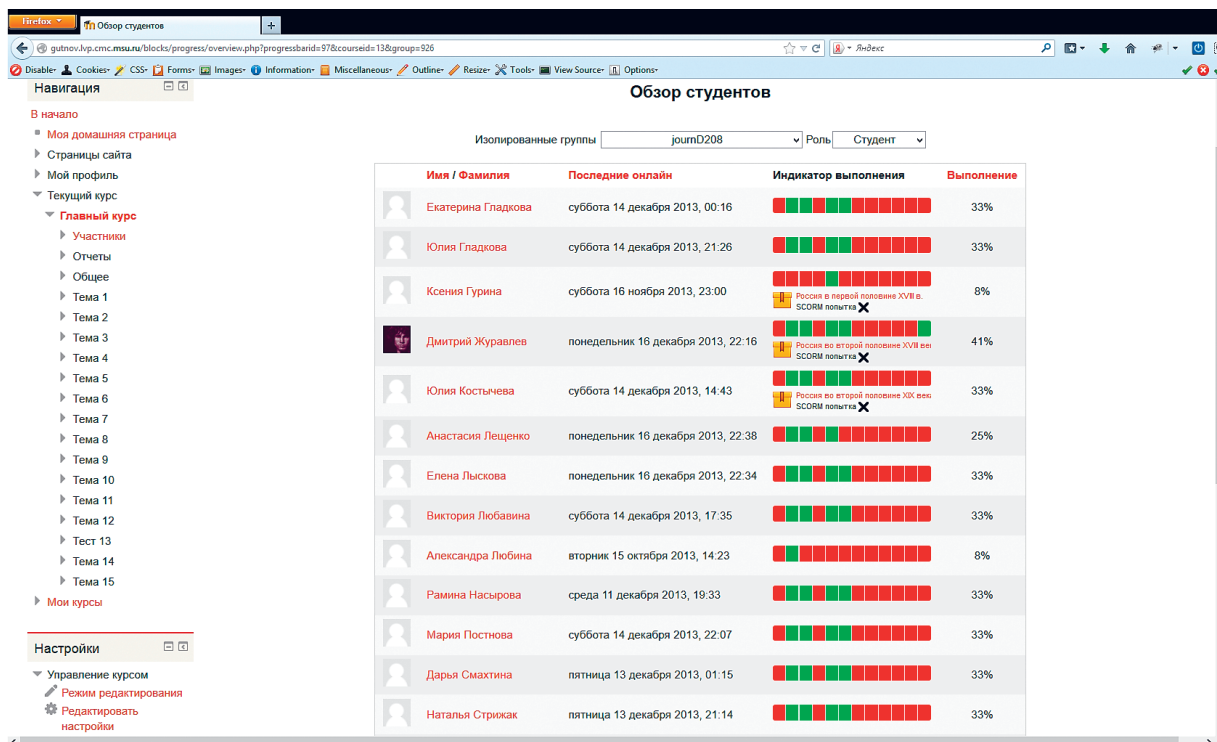 Firefox
Обзор студентов
+
gutnov.lvp.cmc.msu.ru/blocks/progress/overview.php?progressbarid=97&courseid=13&group=926
Яндекс
Disable Cookies CSS Forms Images Information Miscellaneous Outline Resize Tools View Source Options
Навигация
В начало
Моя домашняя страница
Страницы сайта
Мой профиль
Текущий курс
Главный курс
Участники
Отчеты
Общее
Тема 1
Тема 2
Тема 3
Тема 4
Тема 5
Тема 6
Тема 7
Тема 8
Тема 9
Тема 10
Тема 11
Тема 12
Тест 13
Тема 14
Тема 15
Мои курсы
Настройки
Управление курсом
Режим редактирования
Редактировать
настройки
Обзор студентов
Изолированные группы journD208 Роль Студент
Имя / Фамилия Последние онлайн Индикатор выполнения Выполнение
Екатерина Гладкова суббота 14 декабря 2013, 00:16 33%
Юлия Гладкова суббота 14 декабря 2013, 21:26 33%
Ксения Гурина суббота 16 ноября 2013, 23:00 8%
Россия в первой половине XVIII в.
SCORM попытка
Дмитрий Журавлев понедельник 16 декабря 2013, 22:16 41%
Россия во второй половине XVIII век
SCORM попытка
Юлия Костычева суббота 14 декабря 2013, 14:43 33%
Россия во второй половине XIX века
SCORM попытка
Анастасия Лещенко понедельник 16 декабря 2013, 22:38 25%
Елена Лыскова понедельник 16 декабря 2013, 22:34 33%
Виктория Любавина суббота 14 декабря 2013, 17:35 33%
Александра Любина вторник 15 октября 2013, 14:23 8%
Рамина Насырова среда 11 декабря 2013, 19:33 33%
Мария Постнова суббота 14 декабря 2013, 22:07 33%
Дарья Смахтина пятница 13 декабря 2013, 01:15 33%
Наталья Стрижак пятница 13 декабря 2013, 21:14 33%